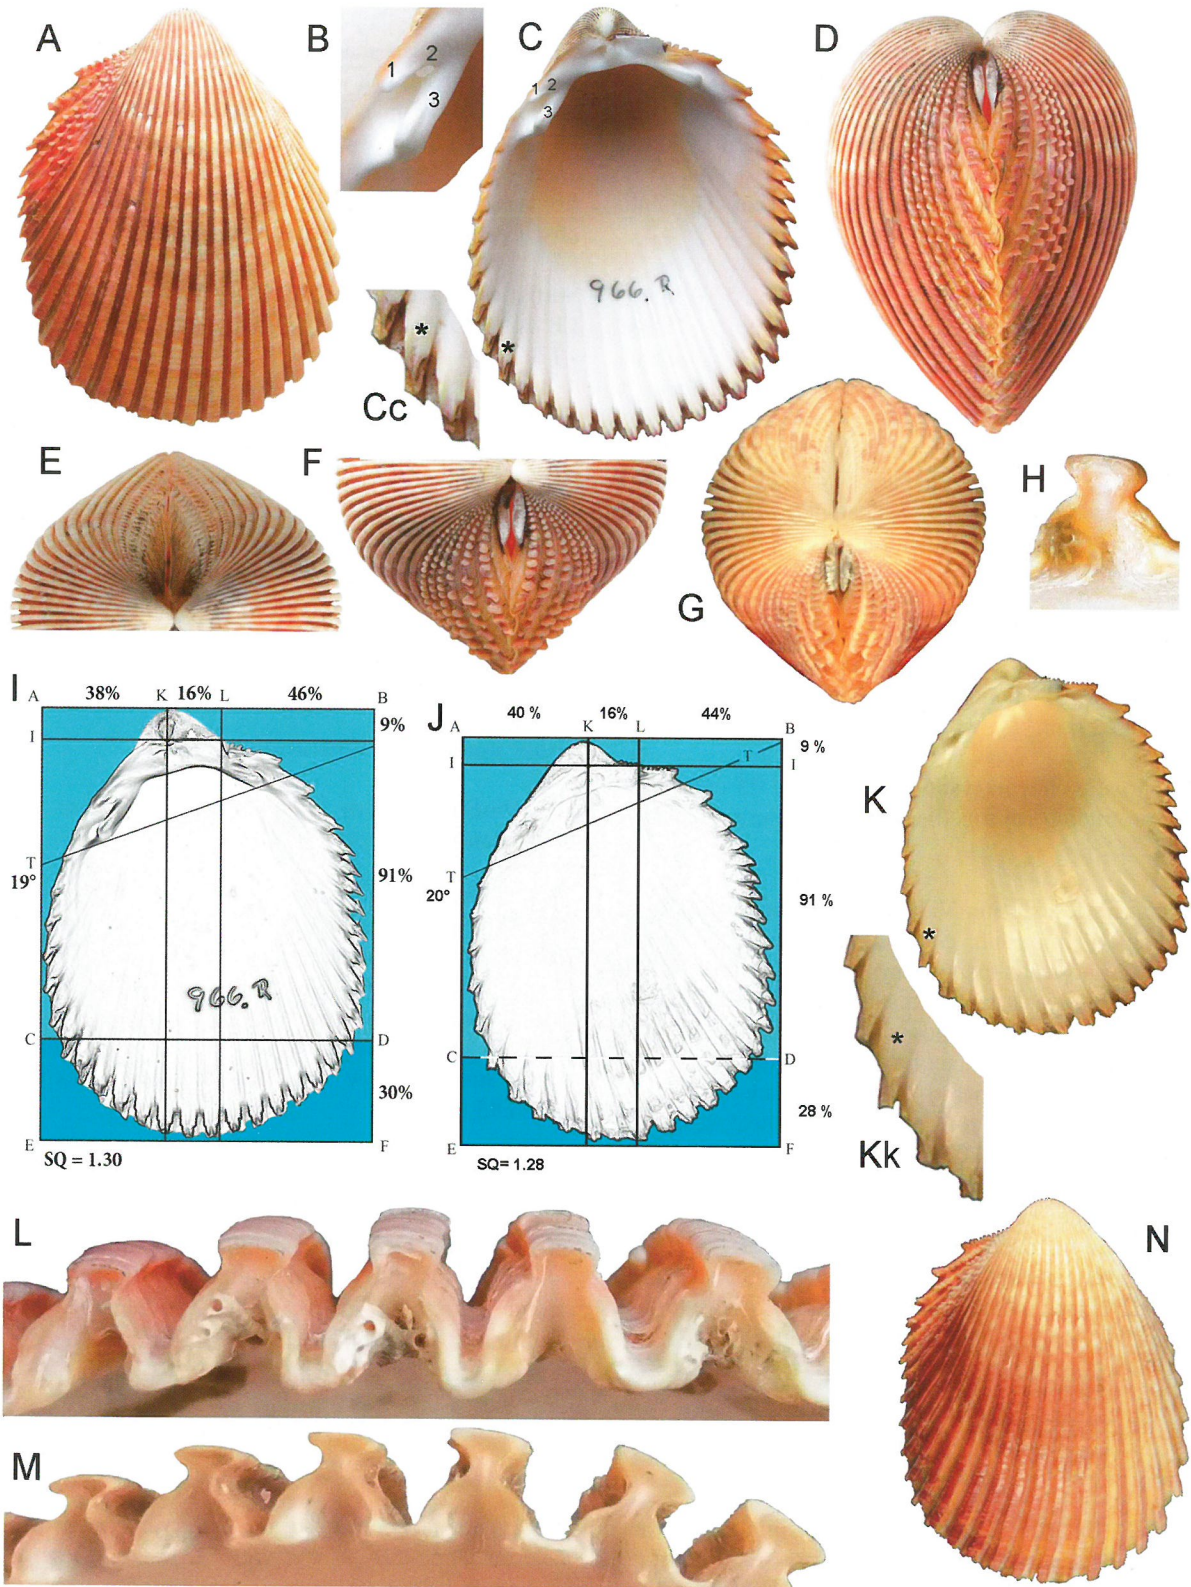 A
B
1
2
3
C
1 2
3
966.R
*
D
*
Cc
E
F
G
H
I
A 38% K 16% L 46% B
9%
I
T
19°
91%
966.R
C D
30%
E F
SQ = 1.30
J
A 40 % K 16% L 44% B
9 %
T
I I
T
20°
91 %
C D
28 %
E F
SQ= 1.28
K
*
*
Kk
L
M
N